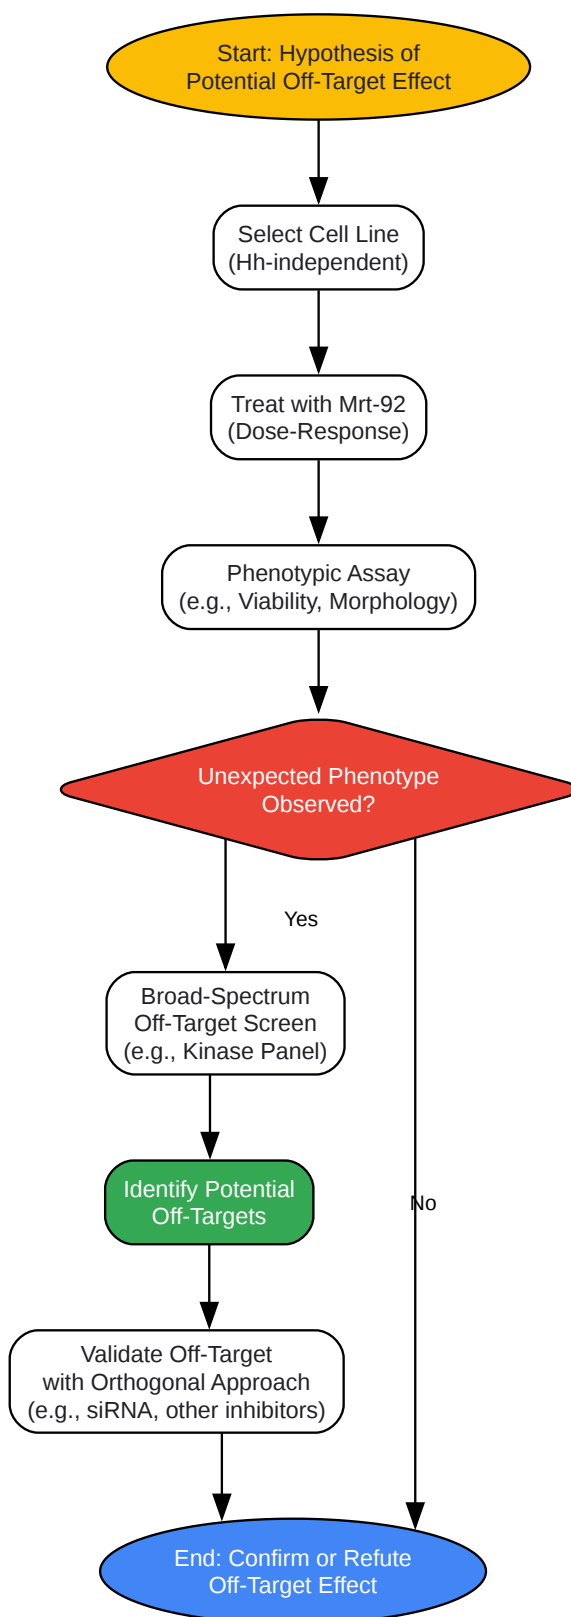 Start: Hypothesis of
Potential Off-Target Effect
Select Cell Line
(Hh-independent)
Treat with Mrt-92
(Dose-Response)
Phenotypic Assay
(e.g., Viability, Morphology)
Unexpected Phenotype
Observed?
Yes
Broad-Spectrum
Off-Target Screen
(e.g., Kinase Panel)
Identify Potential
Off-Targets
No
Validate Off-Target
with Orthogonal Approach
(e.g., siRNA, other inhibitors)
End: Confirm or Refute
Off-Target Effect